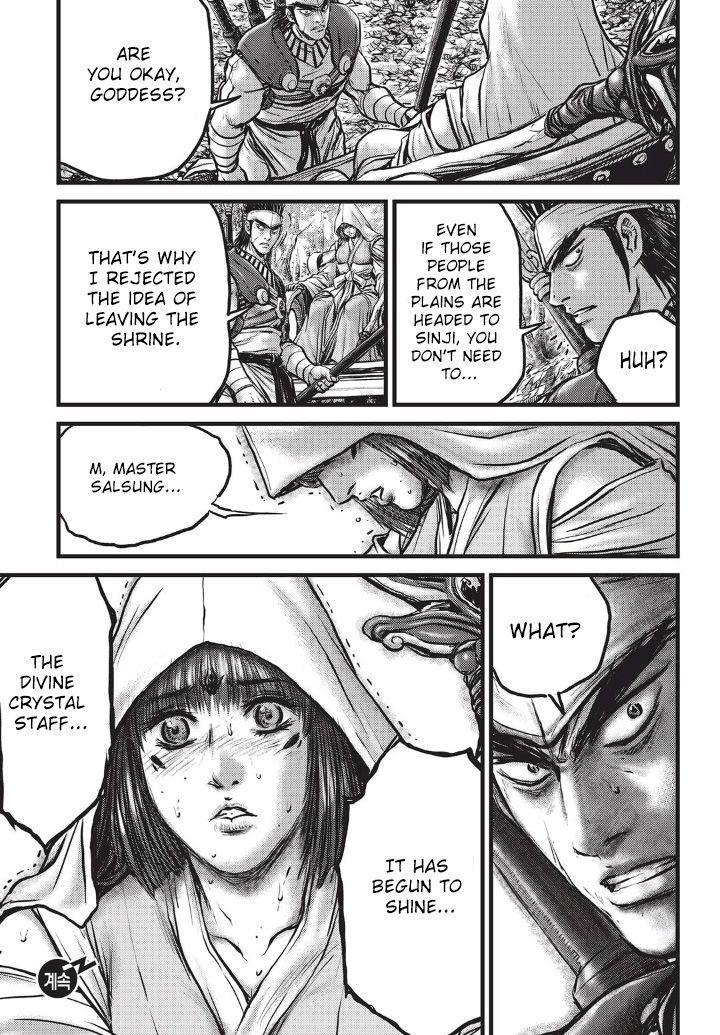 ARE
YOU OKAY,
GODDESS?
THAT'S WHY
I REJECTED
THE IDEA OF
LEAVING THE
SHRINE.
EVEN
IF THOSE
PEOPLE
FROM THE
PLAINS ARE
HEADED TO
SINJI, YOU
DON'T NEED
TO...
HUH?
M, MASTER
SALSUNG...
THE
DIVINE
CRYSTAL
STAFF...
IT HAS
BEGUN TO
SHINE...
WHAT?
계속